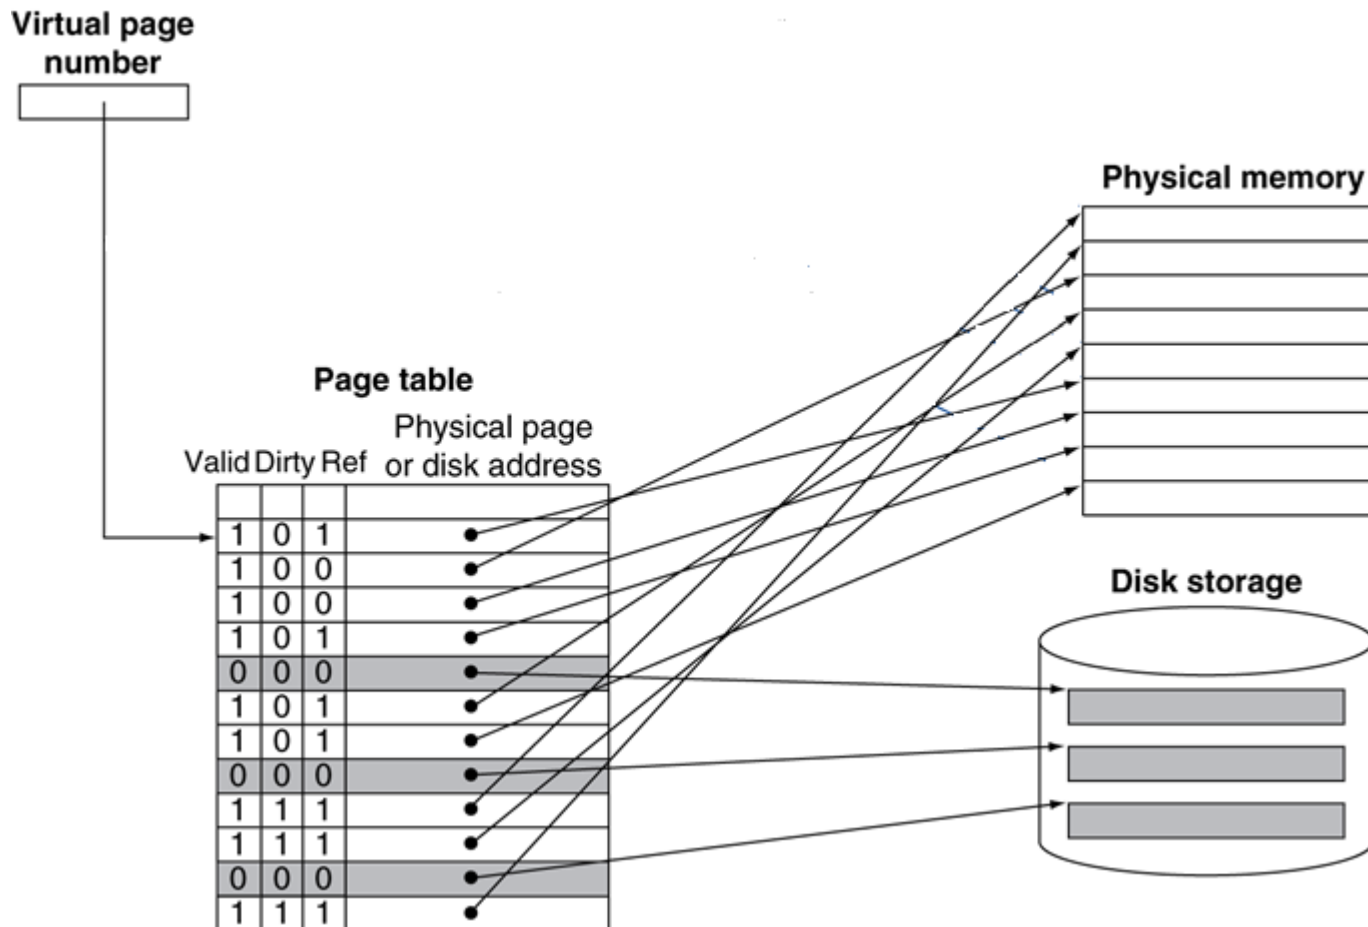 Virtual page
number
Physical memory
Page table
Physical page
Valid Dirty Ref or disk address
1 0 1
1 0 0
1 0 0
1 0 1
0 0 0
1 0 1
1 0 1
0 0 0
1 1 1
1 1 1
0 0 0
1 1 1
Disk storage